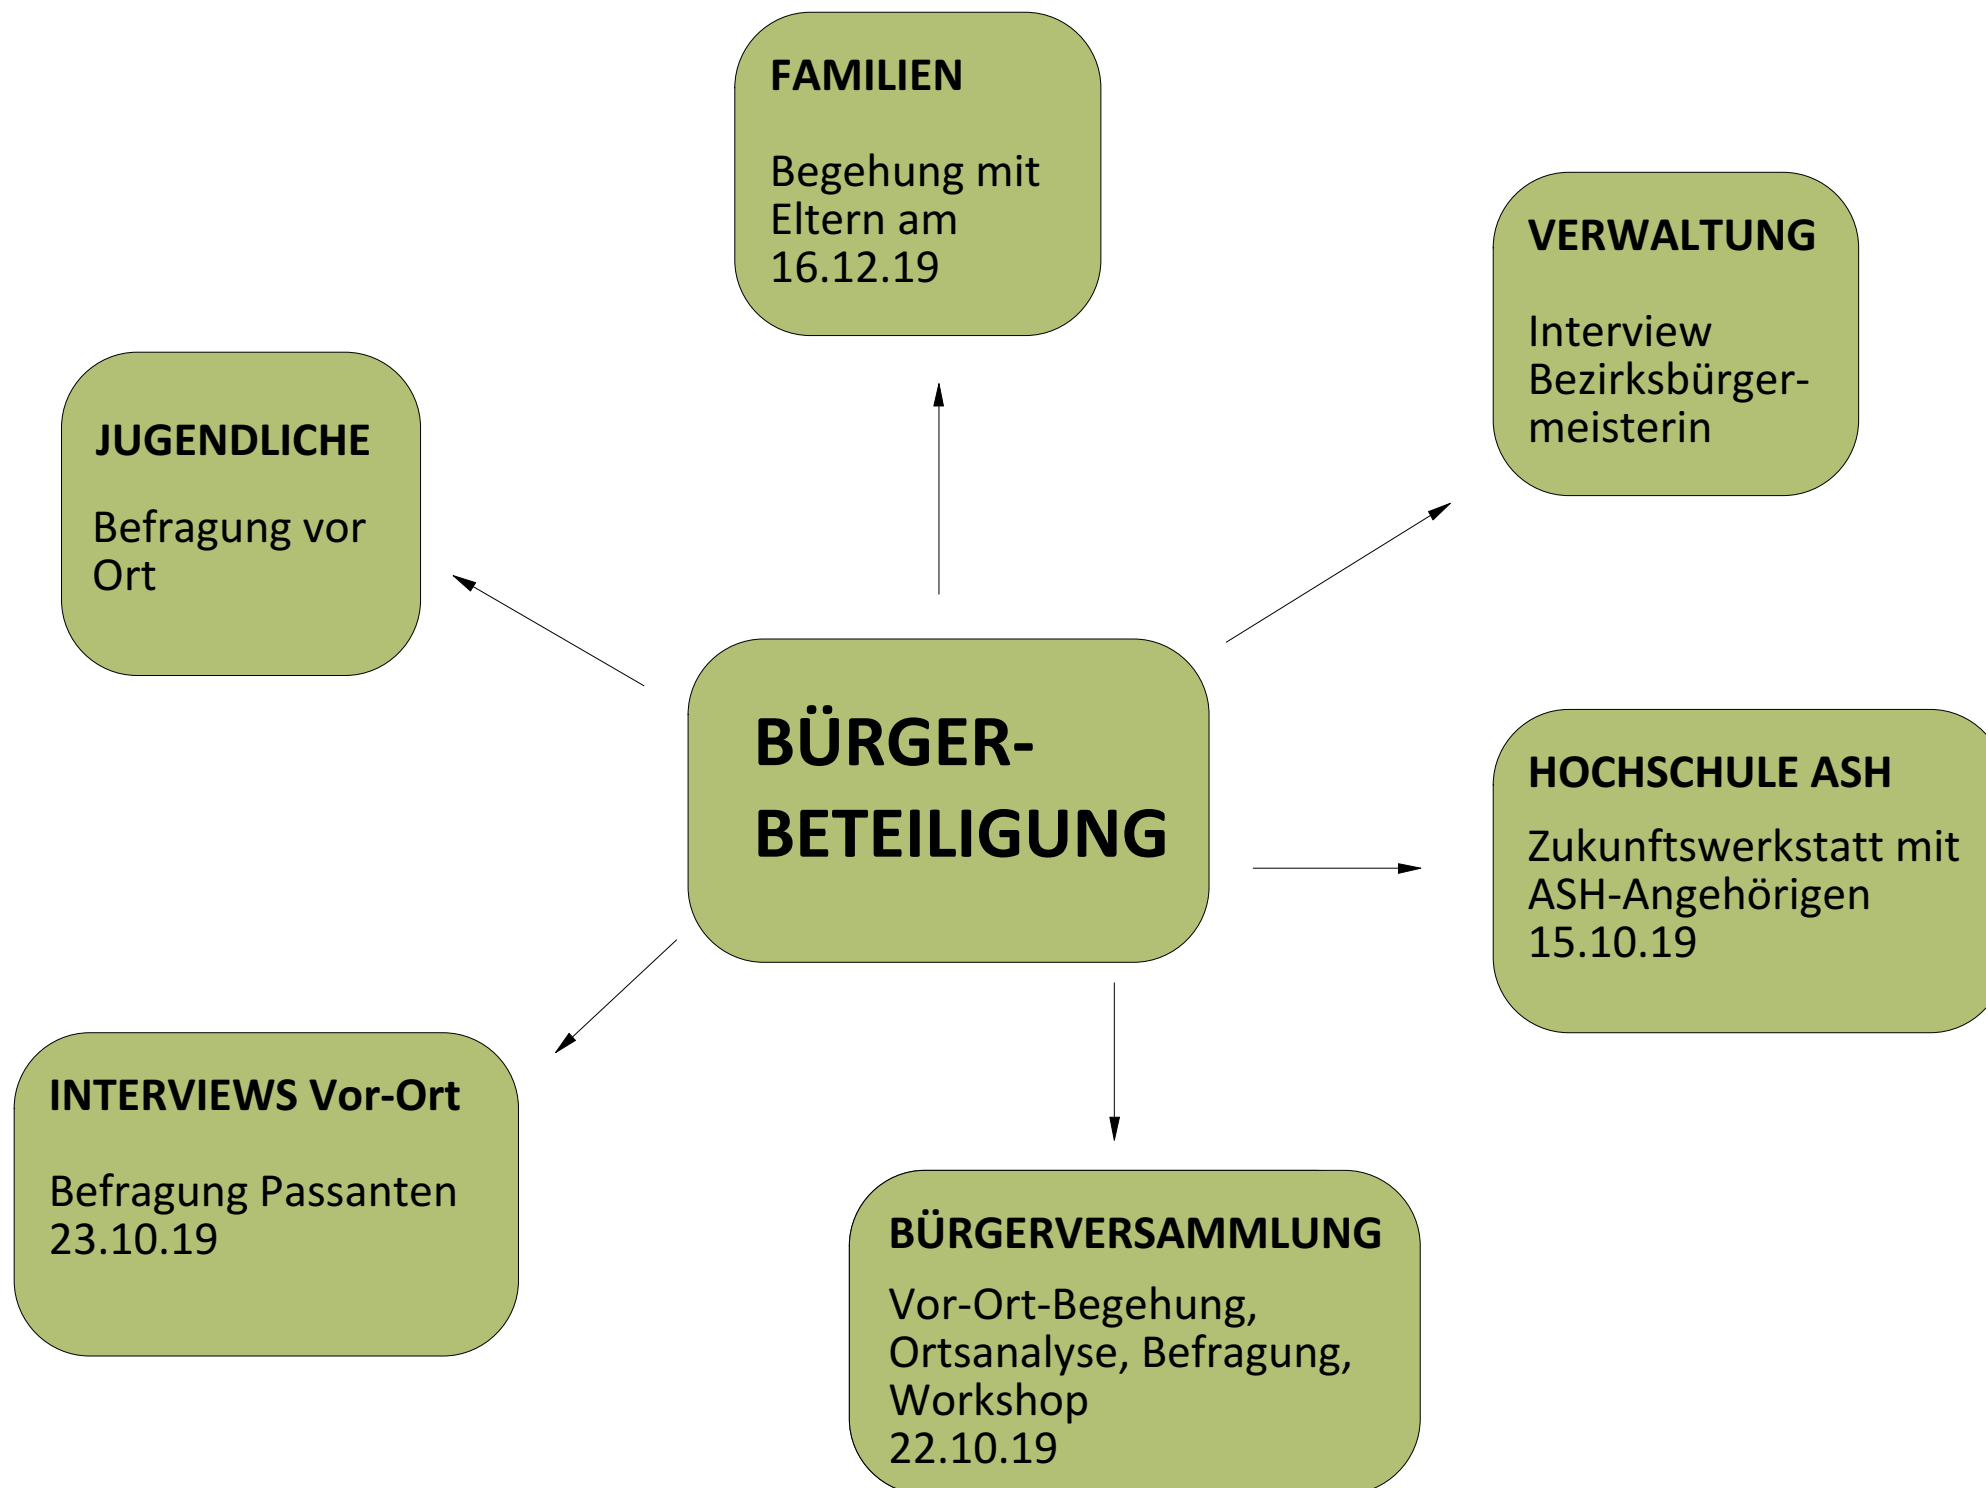 FAMILIEN
Begehung mit
Eltern am
16.12.19
VERWALTUNG
Interview
Bezirksbürger-
meisterin
JUGENDLICHE
Befragung vor
Ort
BÜRGER-
BETEILIGUNG
HOCHSCHULE ASH
Zukunftswerkstatt mit
ASH-Angehörigen
15.10.19
INTERVIEWS Vor-Ort
Befragung Passanten
23.10.19
BÜRGERVERSAMMLUNG
Vor-Ort-Begehung,
Ortsanalyse, Befragung,
Workshop
22.10.19